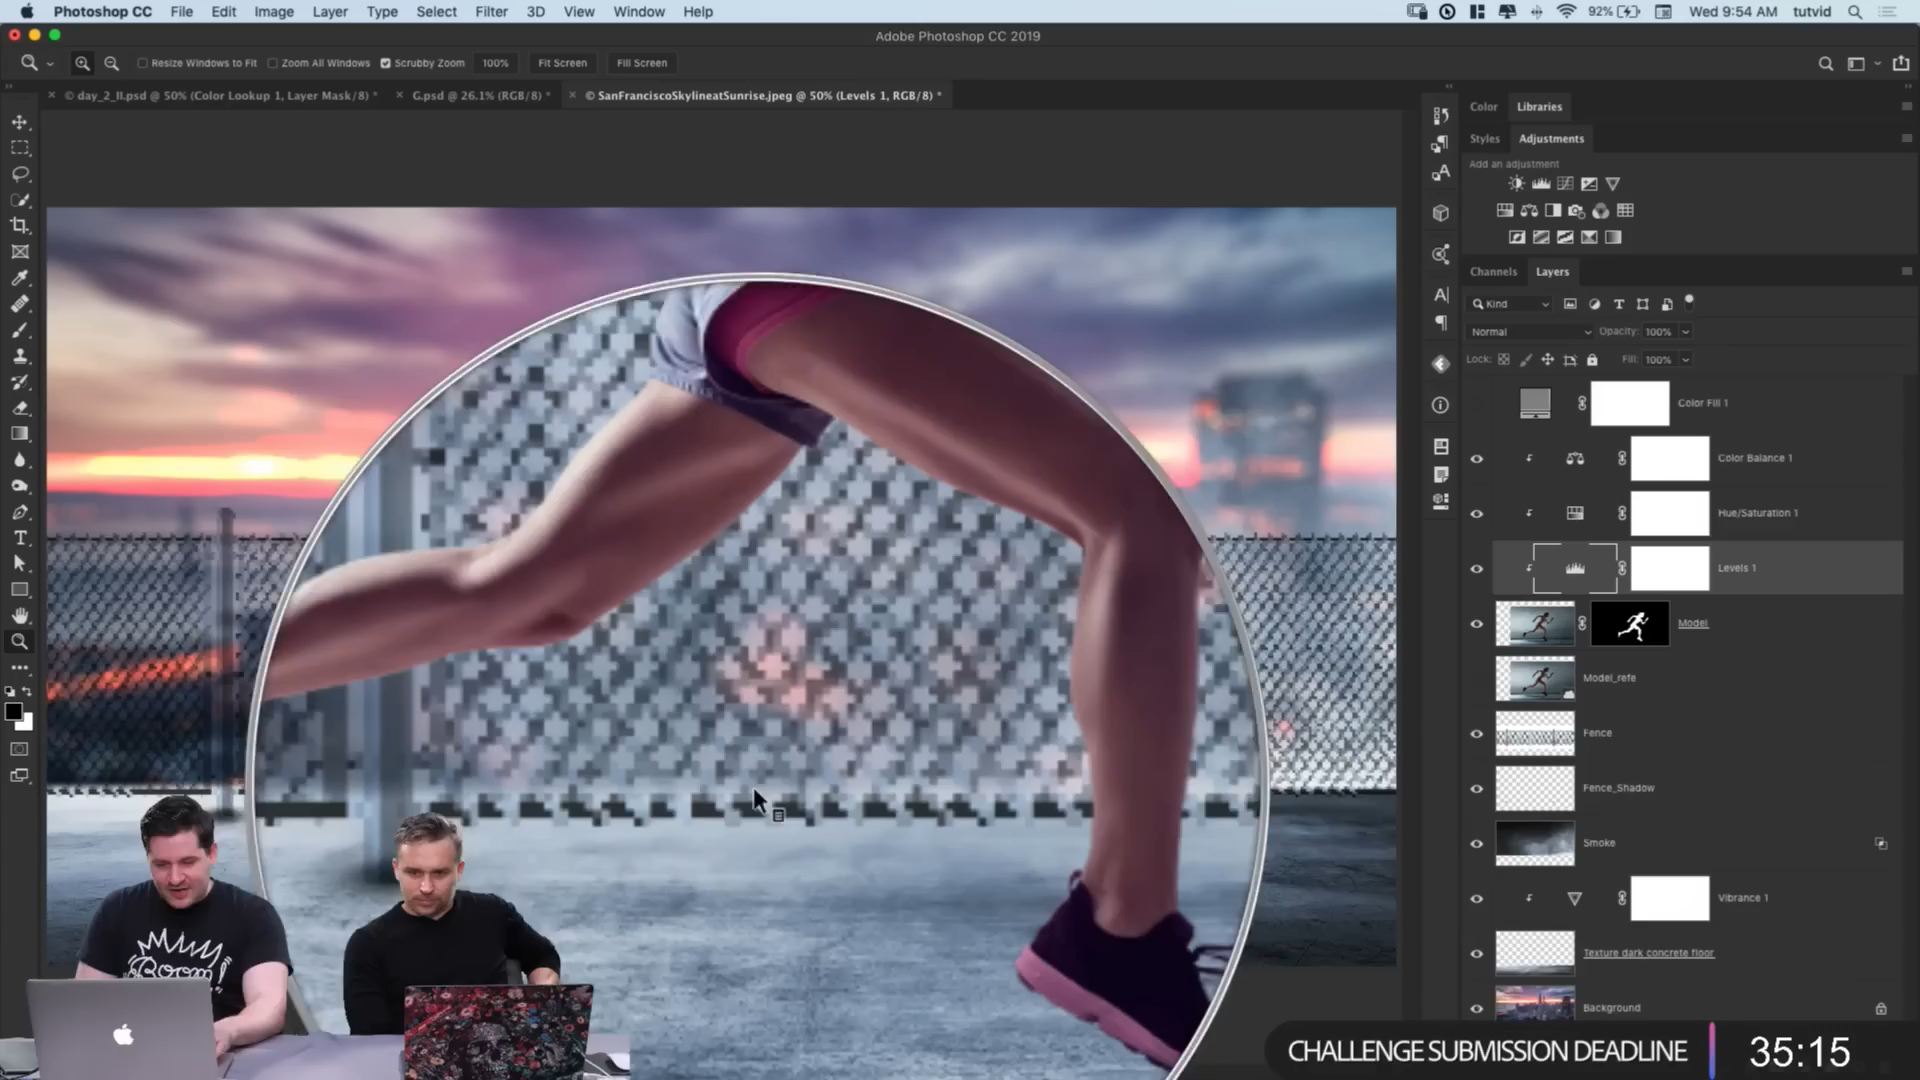 Photoshop CC File Edit Image Layer Type Select Filter 3D View Window Help
92% Wed 9:54 AM tutvid
Adobe Photoshop CC 2019
Resize Windows to Fit Zoom All Windows Scrubby Zoom 100% Fit Screen Fill Screen
× © day_2_II.psd @ 50% (Color Lookup 1, Layer Mask/8) * × G.psd @ 26.1% (RGB/8) * × © SanFranciscoSkylineatSunrise.jpeg @ 50% (Levels 1, RGB/8) *
Color Libraries
Styles Adjustments
Add an adjustment
Channels Layers
Kind
Normal Opacity: 100%
Lock: Fill: 100%
Color Fill 1
Color Balance 1
Hue/Saturation 1
Levels 1
Model
Model_refe
Fence
Fence_Shadow
Smoke
Vibrance 1
Texture dark concrete floor
Background
Boom!
CHALLENGE SUBMISSION DEADLINE 35:15